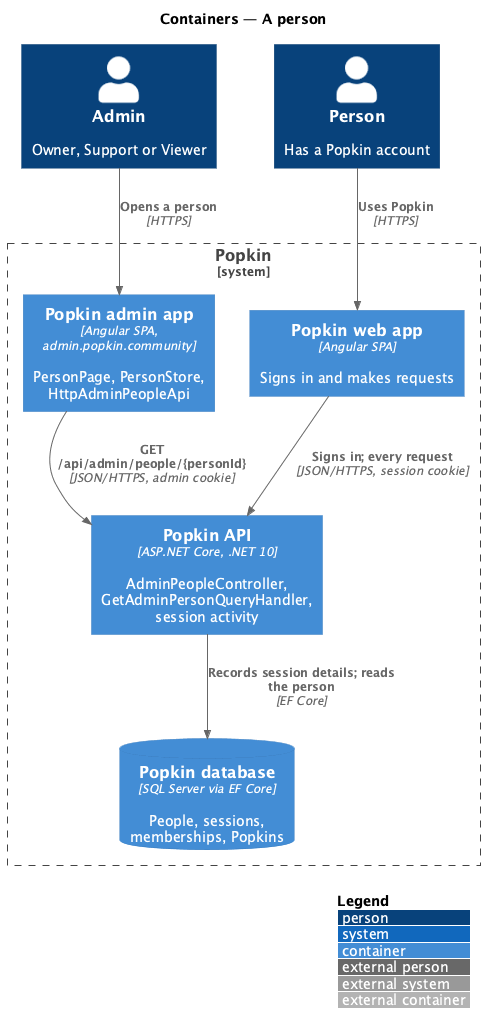 Containers — A person
Admin
Owner, Support or Viewer
Person
Has a Popkin account
Opens a person
[HTTPS]
Uses Popkin
[HTTPS]
Popkin
[system]
Popkin admin app
[Angular SPA,
admin.popkin.community]
PersonPage, PersonStore,
HttpAdminPeopleApi
Popkin web app
[Angular SPA]
Signs in and makes requests
GET
/api/admin/people/{personId}
[JSON/HTTPS, admin cookie]
Signs in; every request
[JSON/HTTPS, session cookie]
Popkin API
[ASP.NET Core, .NET 10]
AdminPeopleController,
GetAdminPersonQueryHandler,
session activity
Records session details; reads
the person
[EF Core]
Popkin database
[SQL Server via EF Core]
People, sessions,
memberships, Popkins
Legend
person
system
container
external person
external system
external container